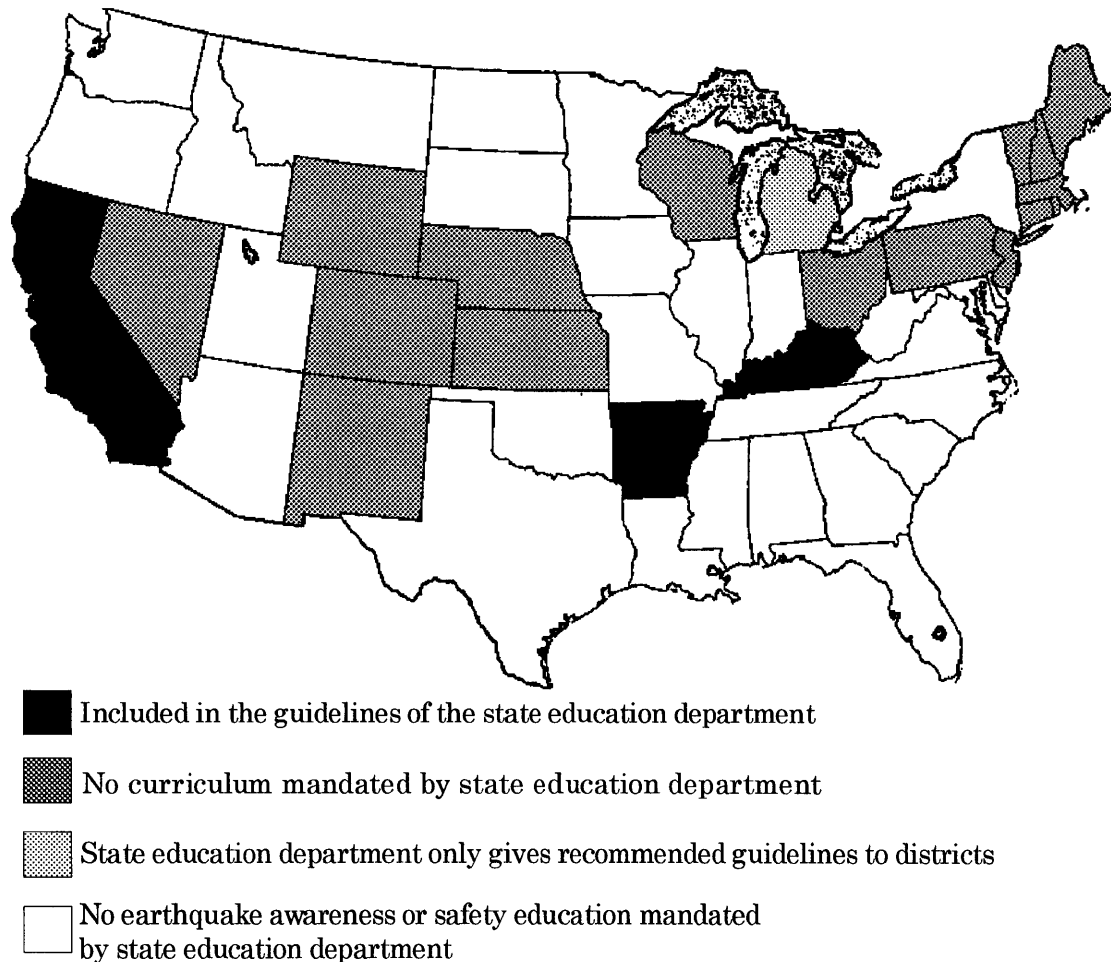 Included in the guidelines of the state education department
No curriculum mandated by state education department
State education department only gives recommended guidelines to districts
No earthquake awareness or safety education mandated
by state education department